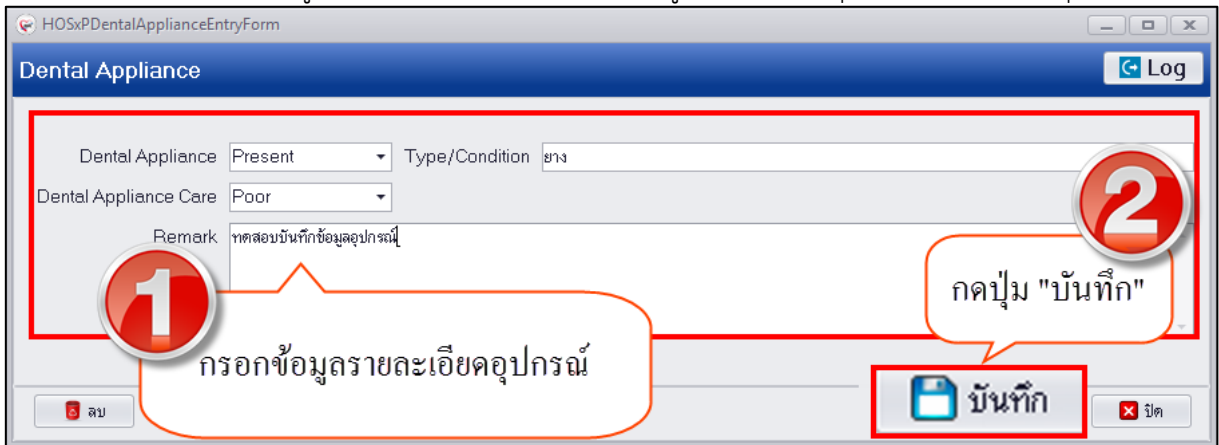 HOSxPDentalApplianceEntryForm
Dental Appliance
Log
Dental Appliance Present Type/Condition ยาง
Dental Appliance Care Poor
Remark ทดสอบบันทึกข้อมูลอุปกรณ์
1
กรอกข้อมูลรายละเอียดอุปกรณ์
2
กดปุ่ม "บันทึก"
ลบ
บันทึก
ปิด